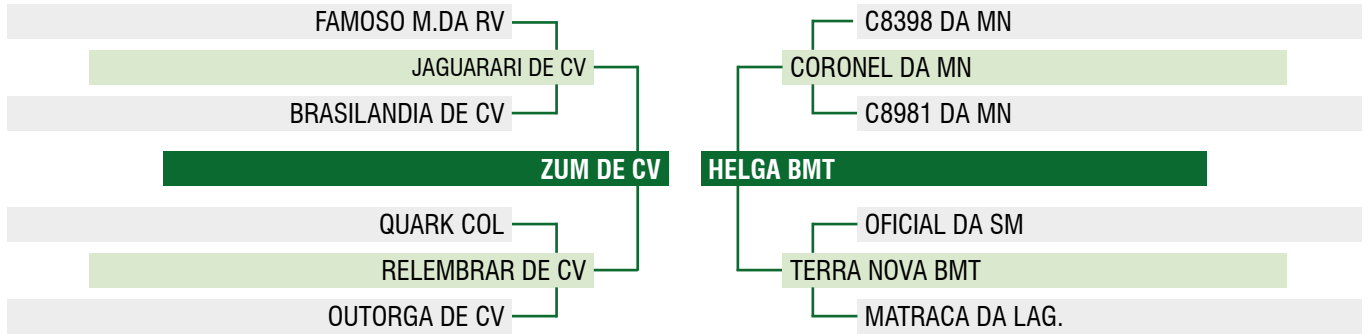 FAMOSO M.DA RV
JAGUARARI DE CV
BRASILANDIA DE CV
ZUM DE CV
QUARK COL
RELEMBRAR DE CV
OUTORGA DE CV
C8398 DA MN
CORONEL DA MN
C8981 DA MN
HELGA BMT
OFICIAL DA SM
TERRA NOVA BMT
MATRACA DA LAG.